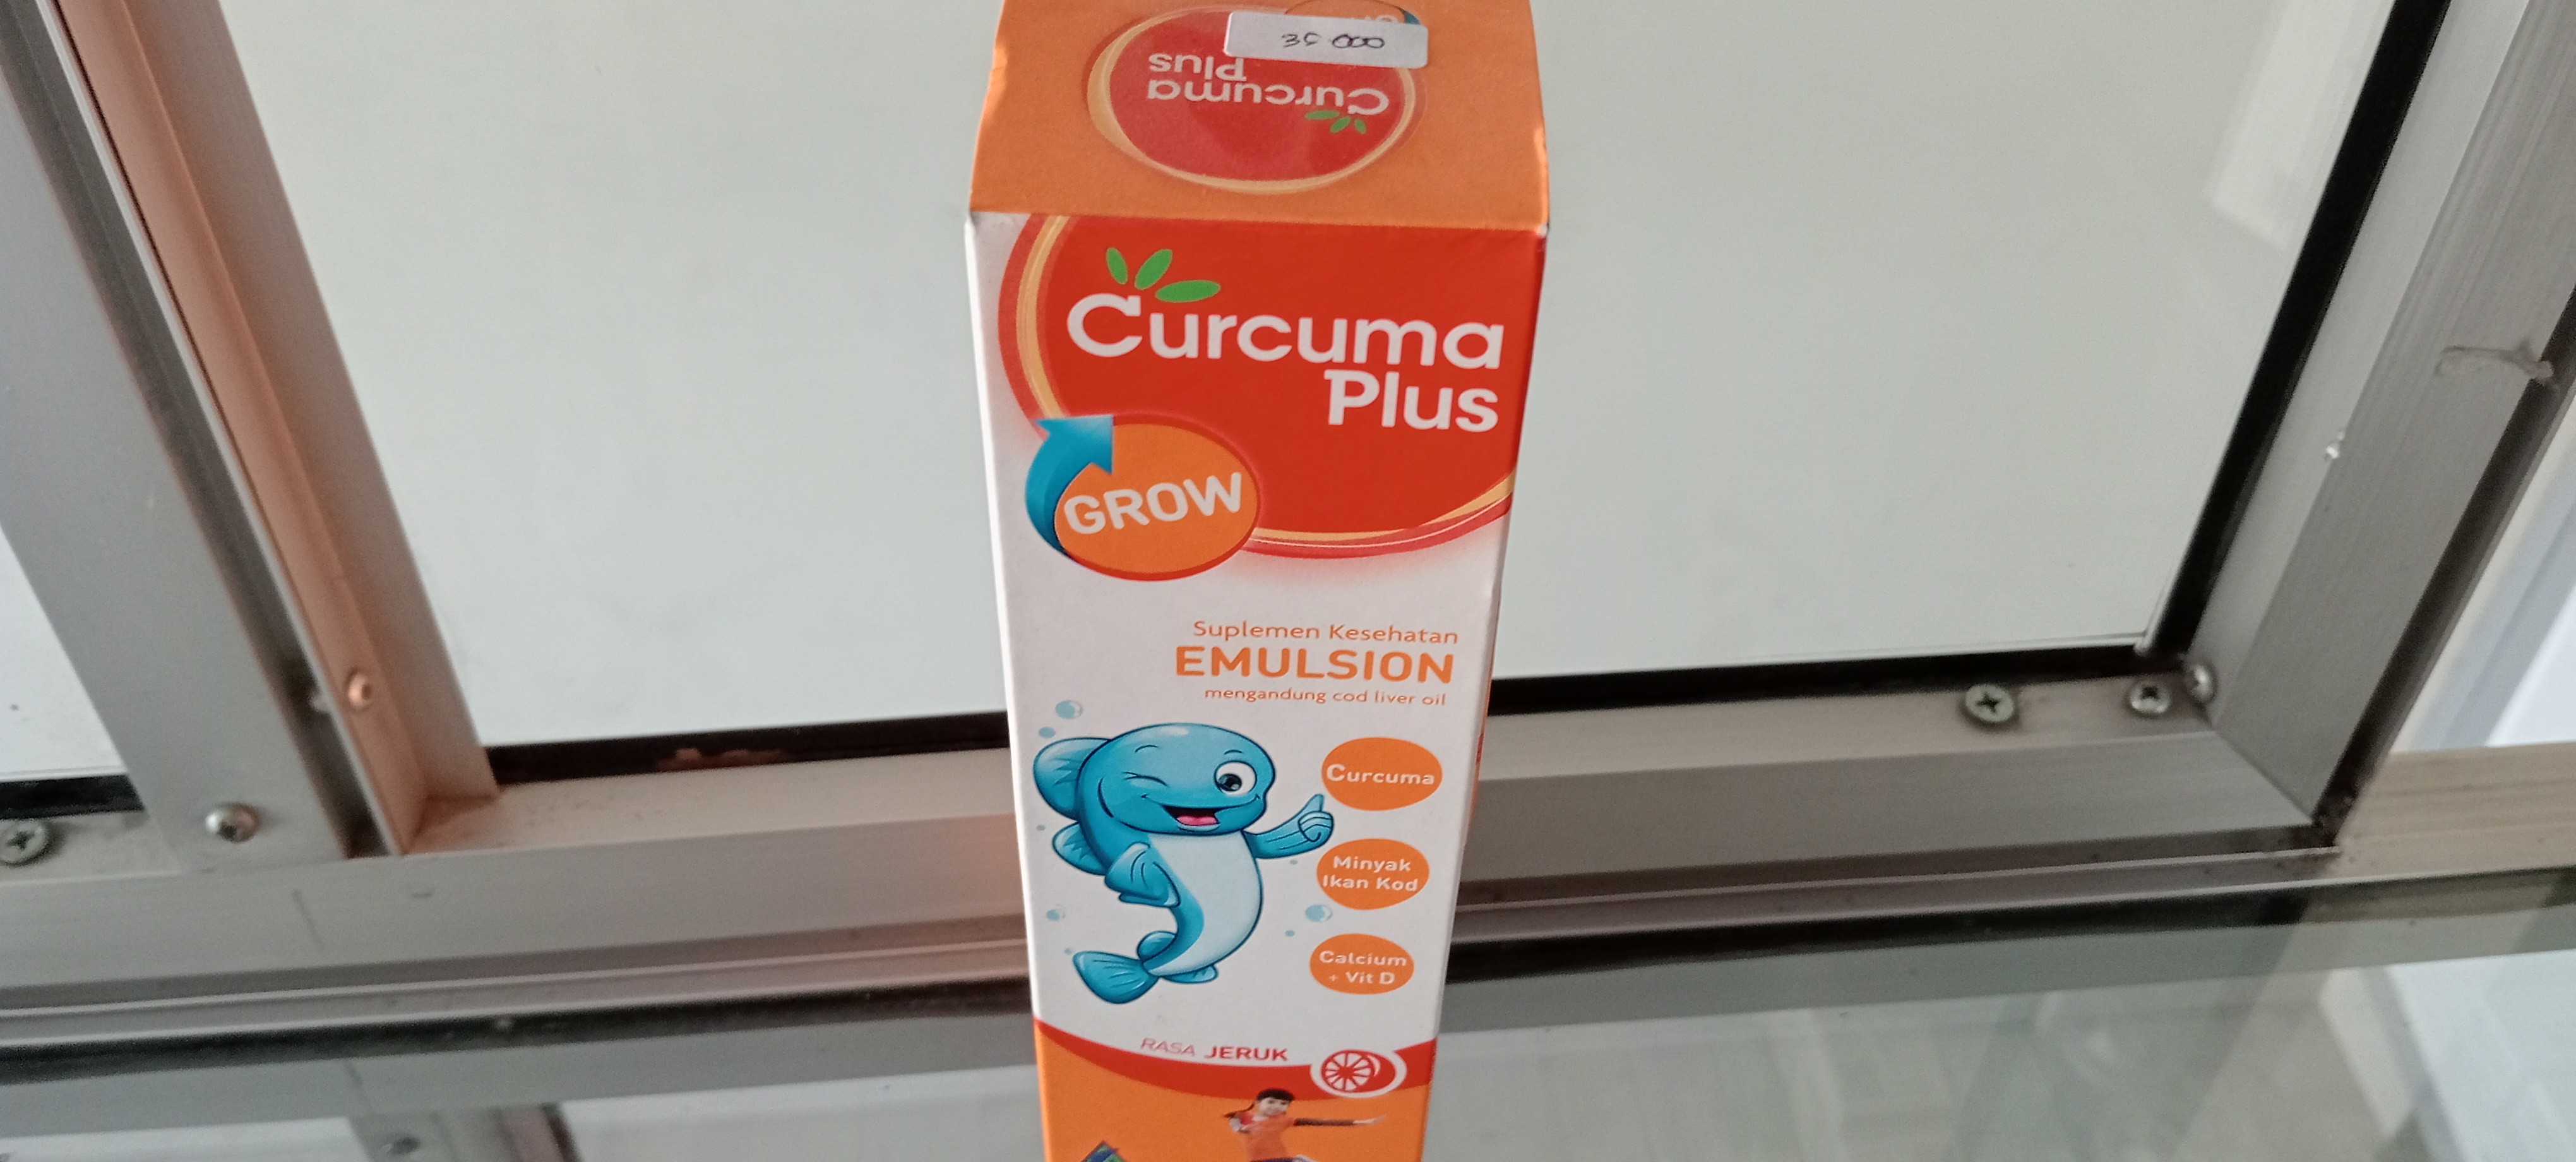 Curcuma
Plus
Curcuma
Plus
GROW
Suplemen Kesehatan
EMULSION
mengandung cod liver oil
Curcuma
Minyak
Ikan Kod
Calcium
+ Vit D
RASA JERUK